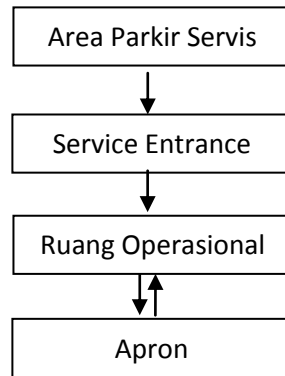 Area Parkir Servis
Service Entrance
Ruang Operasional
Apron